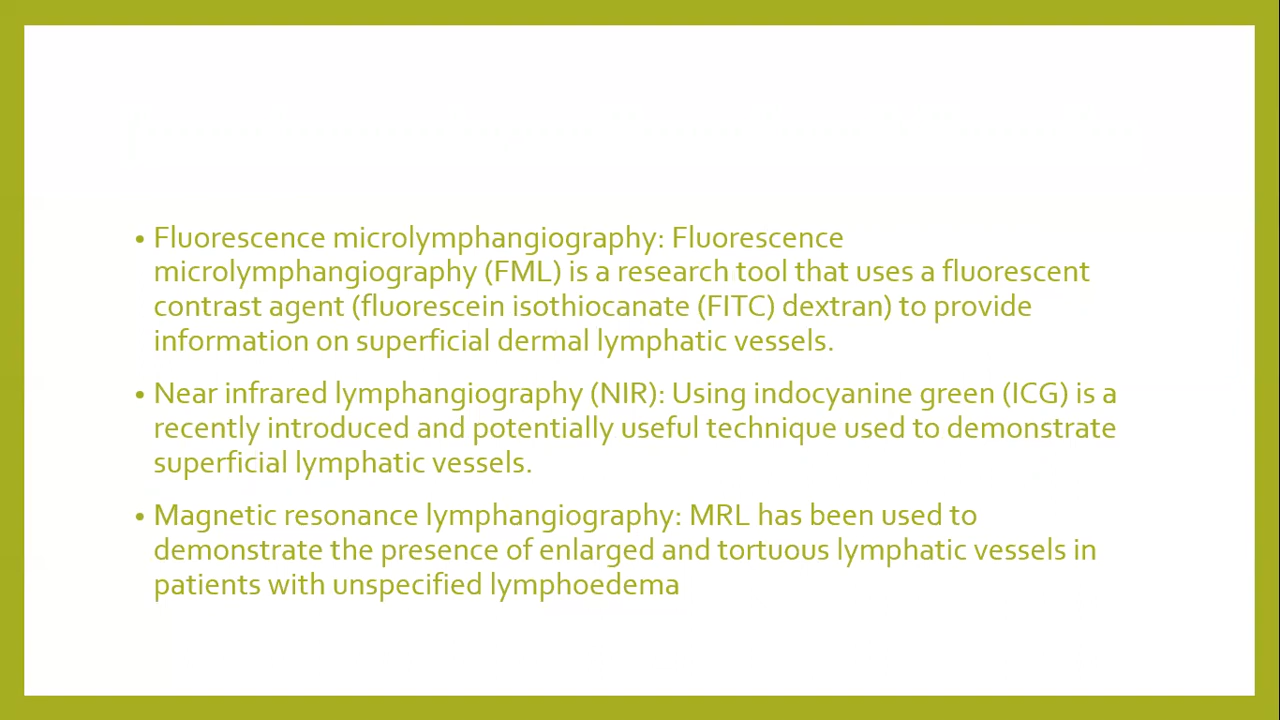 • Fluorescence microlymphangiography: Fluorescence
microlymphangiography (FML) is a research tool that uses a fluorescent
contrast agent (fluorescein isothiocanate (FITC) dextran) to provide
information on superficial dermal lymphatic vessels.
• Near infrared lymphangiography (NIR): Using indocyanine green (ICG) is a
recently introduced and potentially useful technique used to demonstrate
superficial lymphatic vessels.
• Magnetic resonance lymphangiography: MRL has been used to
demonstrate the presence of enlarged and tortuous lymphatic vessels in
patients with unspecified lymphoedema